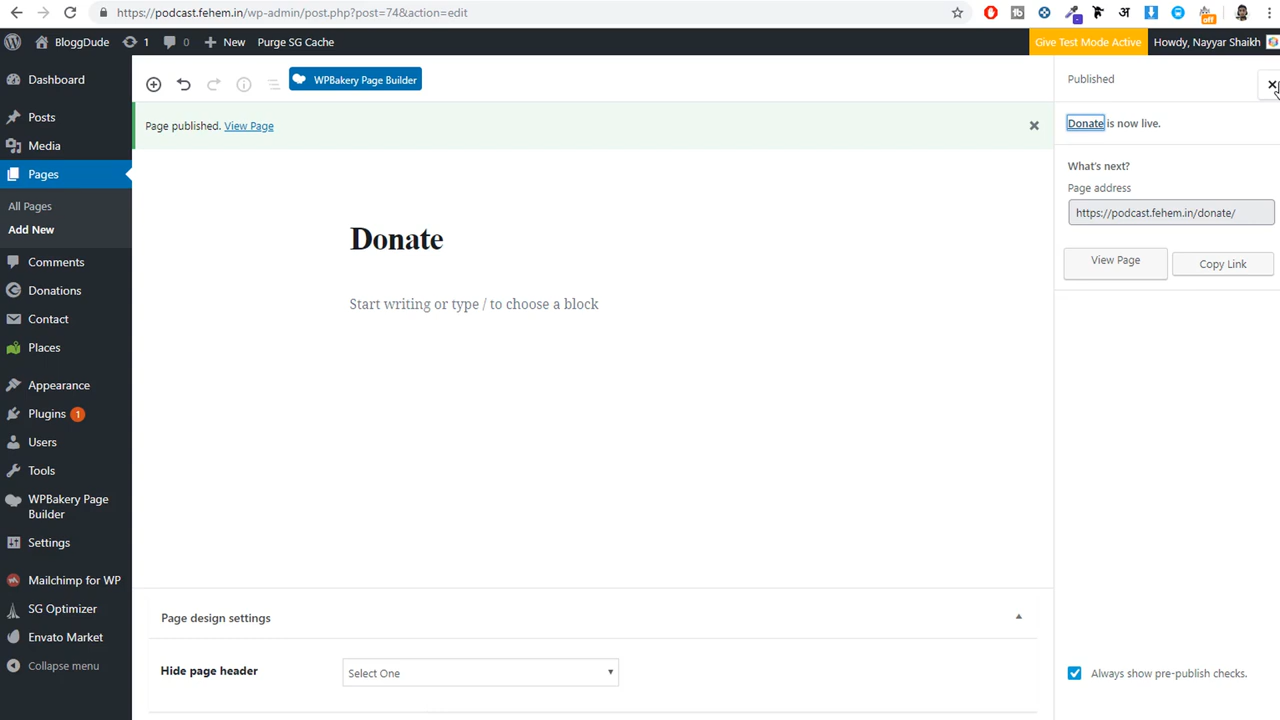 https://podcast.fehem.in/wp-admin/post.php?post=74&action=edit
BloggDude
1
0
New
Purge SG Cache
Give Test Mode Active
Howdy, Nayyar Shaikh
Dashboard
Posts
Media
Pages
All Pages
Add New
Comments
Donations
Contact
Places
Appearance
Plugins 1
Users
Tools
WPBakery Page
Builder
Settings
Mailchimp for WP
SG Optimizer
Envato Market
Collapse menu
WPBakery Page Builder
Page published. View Page
Donate
Start writing or type / to choose a block
Page design settings
Hide page header
Select One
Published
Donate is now live.
What's next?
Page address
https://podcast.fehem.in/donate/
View Page
Copy Link
Always show pre-publish checks.